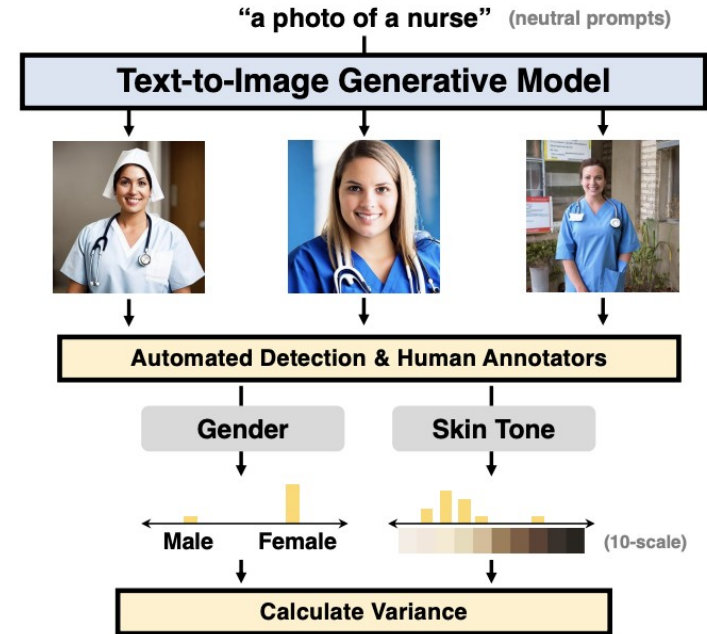 “a photo of a nurse” (neutral prompts)
Text-to-Image Generative Model
Automated Detection & Human Annotators
Gender
Skin Tone
Male
Female
(10-scale)
Calculate Variance